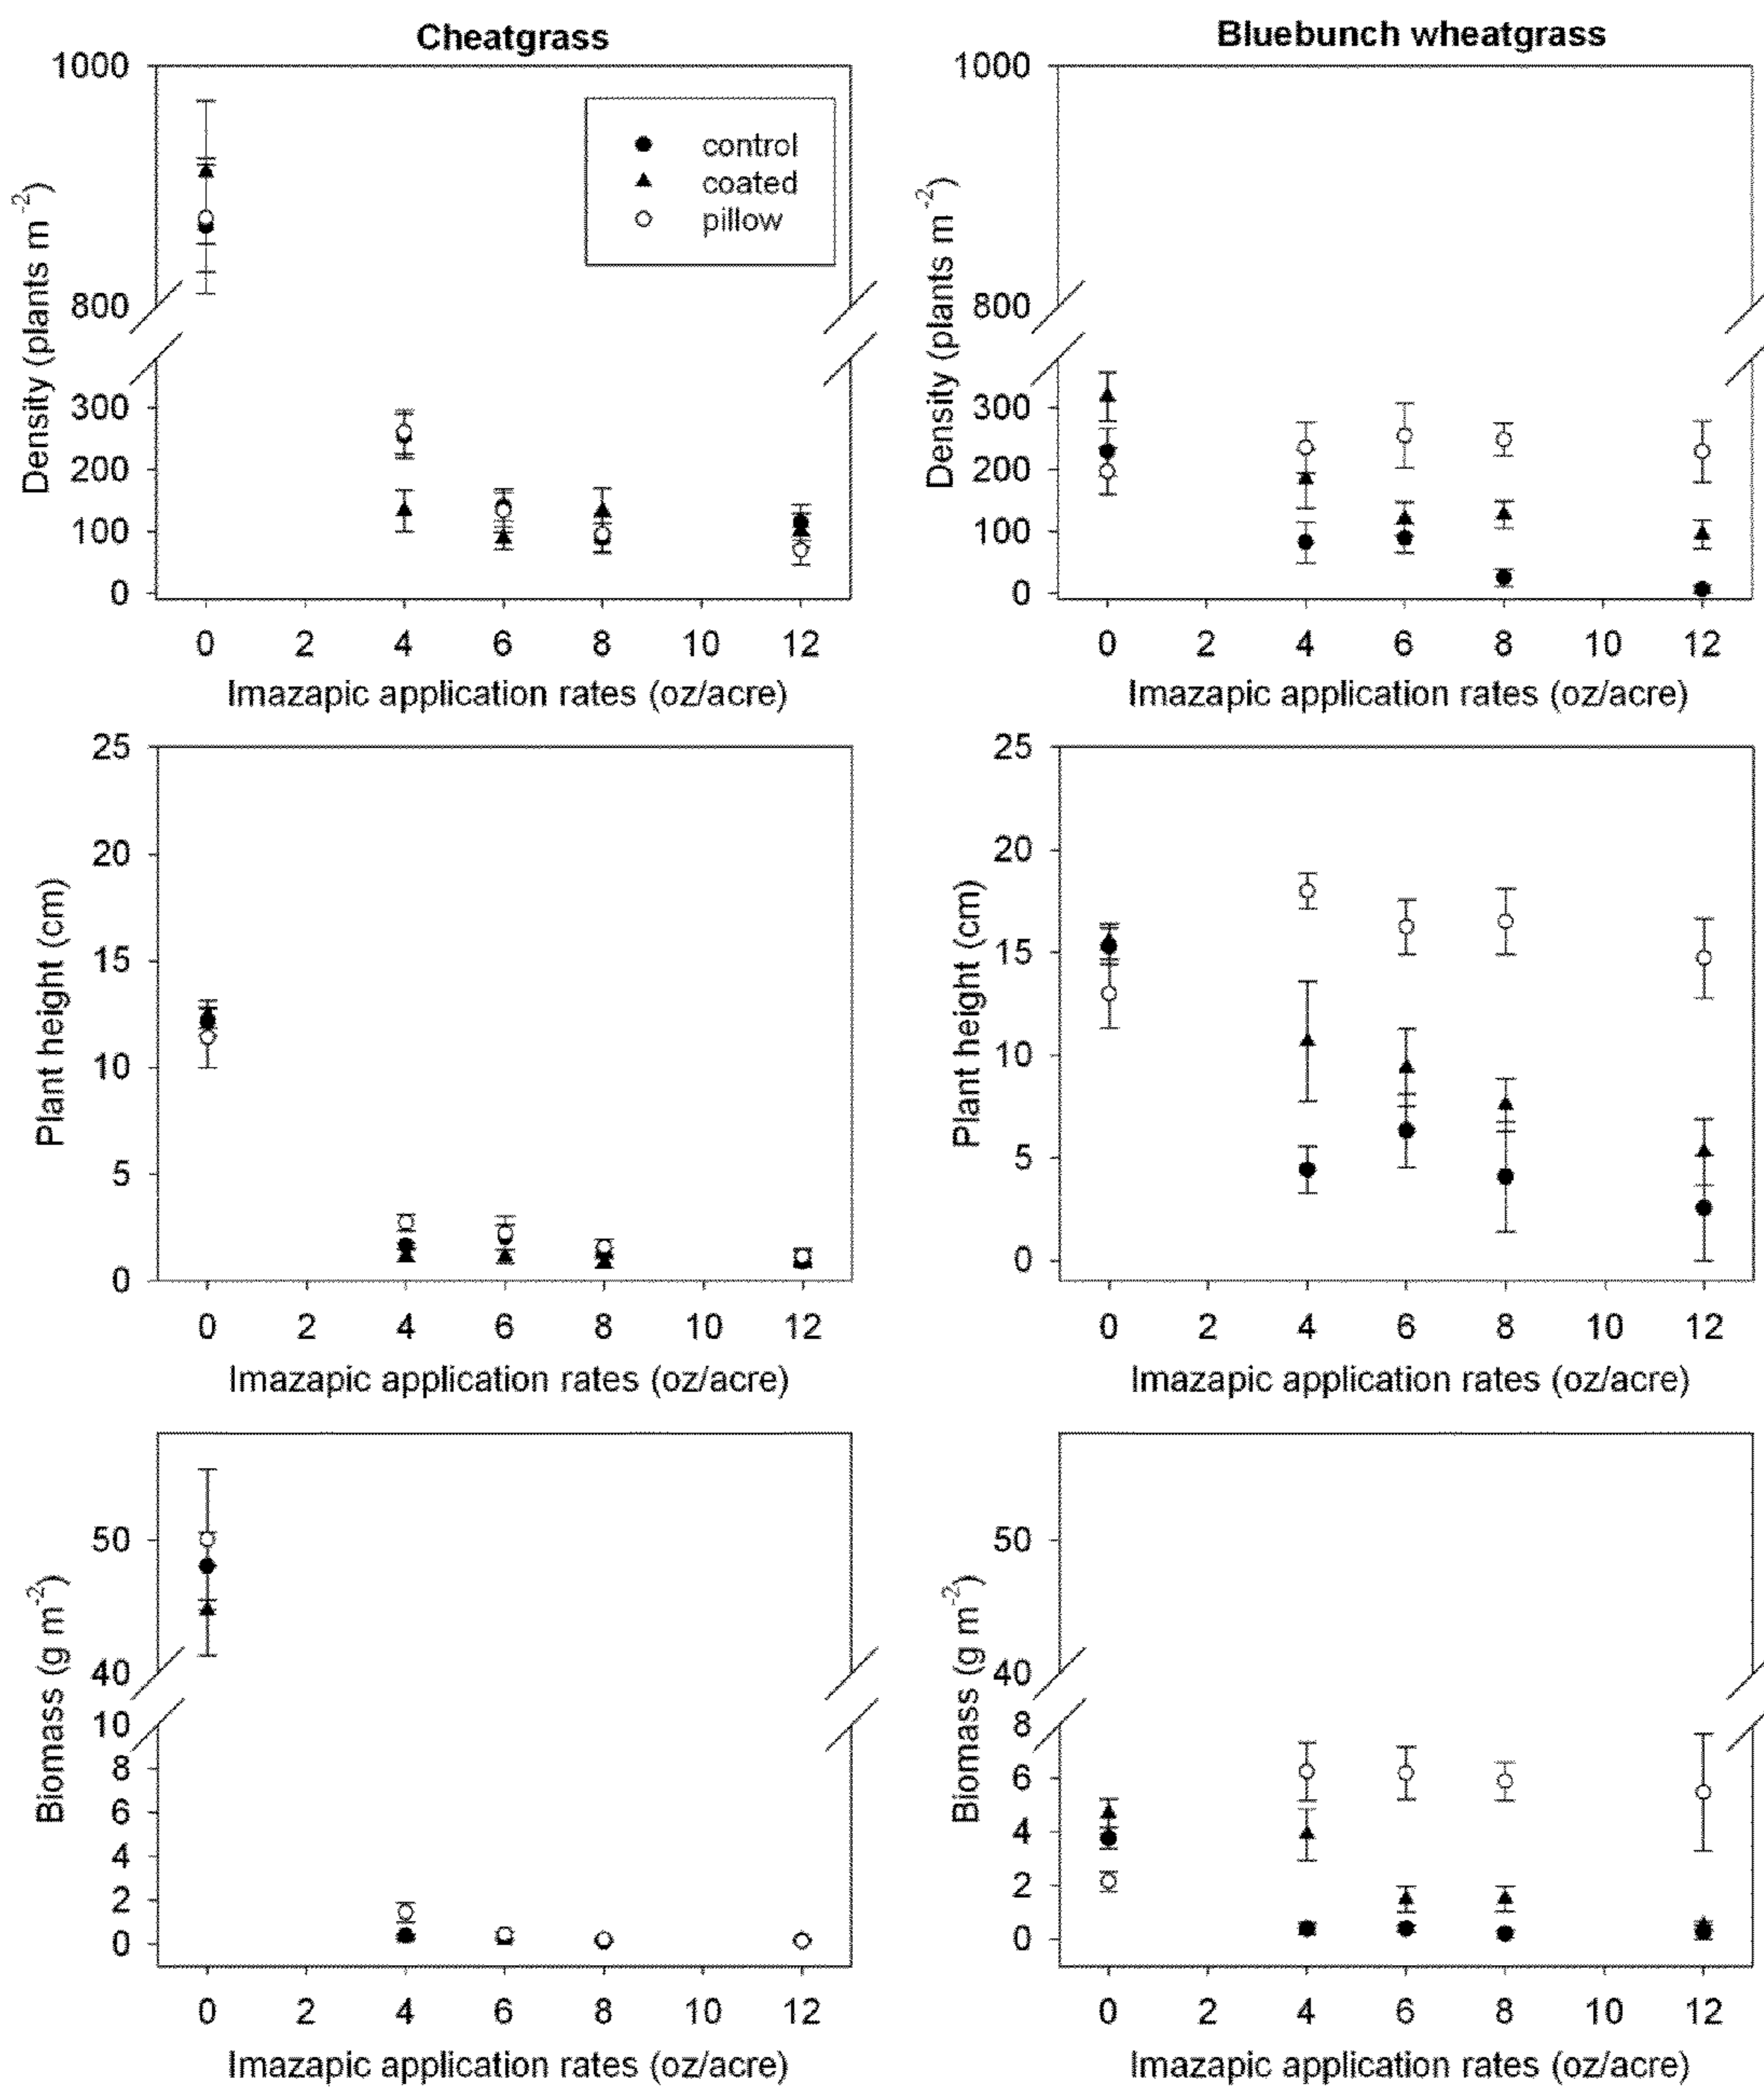 Cheatgrass
1000
800
300
200
100
0
Density (plants m⁻²)
control
coated
pillow
0 2 4 6 8 10 12
Imazapic application rates (oz/acre)
Bluebunch wheatgrass
1000
800
300
200
100
0
Density (plants m⁻²)
0 2 4 6 8 10 12
Imazapic application rates (oz/acre)
25
20
15
10
5
0
Plant height (cm)
0 2 4 6 8 10 12
Imazapic application rates (oz/acre)
25
20
15
10
5
0
Plant height (cm)
0 2 4 6 8 10 12
Imazapic application rates (oz/acre)
50
40
10
8
6
4
2
0
Biomass (g m⁻²)
0 2 4 6 8 10 12
Imazapic application rates (oz/acre)
50
40
8
6
4
2
0
Biomass (g m⁻²)
0 2 4 6 8 10 12
Imazapic application rates (oz/acre)